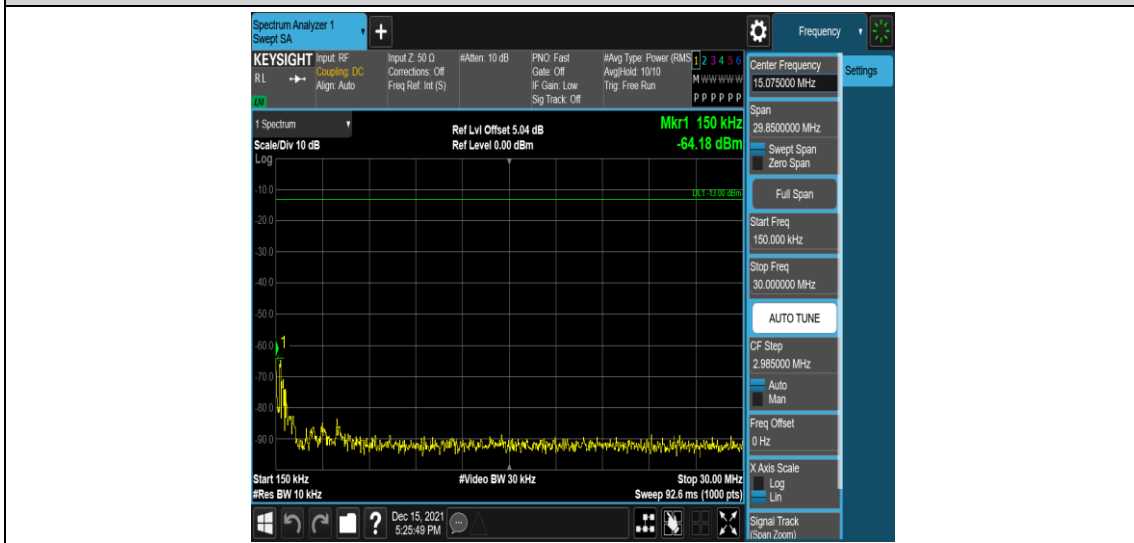 Spectrum Analyzer 1
Swept SA
+
Frequency
KEYSIGHT
RL
Input: RF
Coupling: DC
Align: Auto
Input Z: 50 Ω
Corrections: Off
Freq Ref: Int (S)
#Atten: 10 dB
PNO: Fast
Gate: Off
IF Gain: Low
Sig Track: Off
#Avg Type: Power (RMS
Avg|Hold: 10/10
Trig: Free Run
1 2 3 4 5 6
M W W W W W
P P P P P P
Center Frequency
15.075000 MHz
Settings
1 Spectrum
Scale/Div 10 dB
Log
Ref Lvl Offset 5.04 dB
Ref Level 0.00 dBm
Mkr1 150 kHz
-64.18 dBm
DL1 -13.00 dBm
-10.0
-20.0
-30.0
-40.0
-50.0
-60.0
-70.0
-80.0
-90.0
1
Start 150 kHz
#Res BW 10 kHz
#Video BW 30 kHz
Stop 30.00 MHz
Sweep 92.6 ms (1000 pts)
Span
29.8500000 MHz
Swept Span
Zero Span
Full Span
Start Freq
150.000 kHz
Stop Freq
30.000000 MHz
AUTO TUNE
CF Step
2.985000 MHz
Auto
Man
Freq Offset
0 Hz
X Axis Scale
Log
Lin
Signal Track
(Span Zoom)
?
Dec 15, 2021
5:25:49 PM